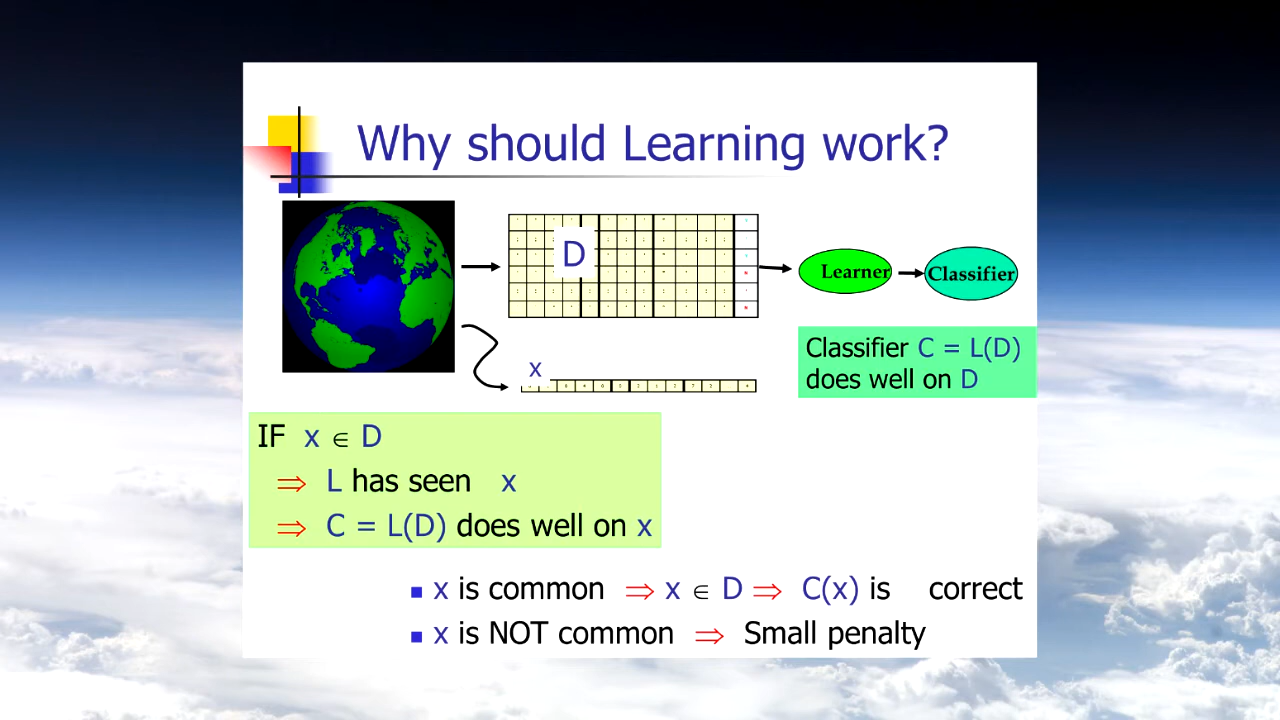 Why should Learning work?
D
Learner
Classifier
x
Classifier C = L(D)
does well on D
IF x ∈ D
⇒ L has seen x
⇒ C = L(D) does well on x
▪ x is common ⇒ x ∈ D ⇒ C(x) is correct
▪ x is NOT common ⇒ Small penalty